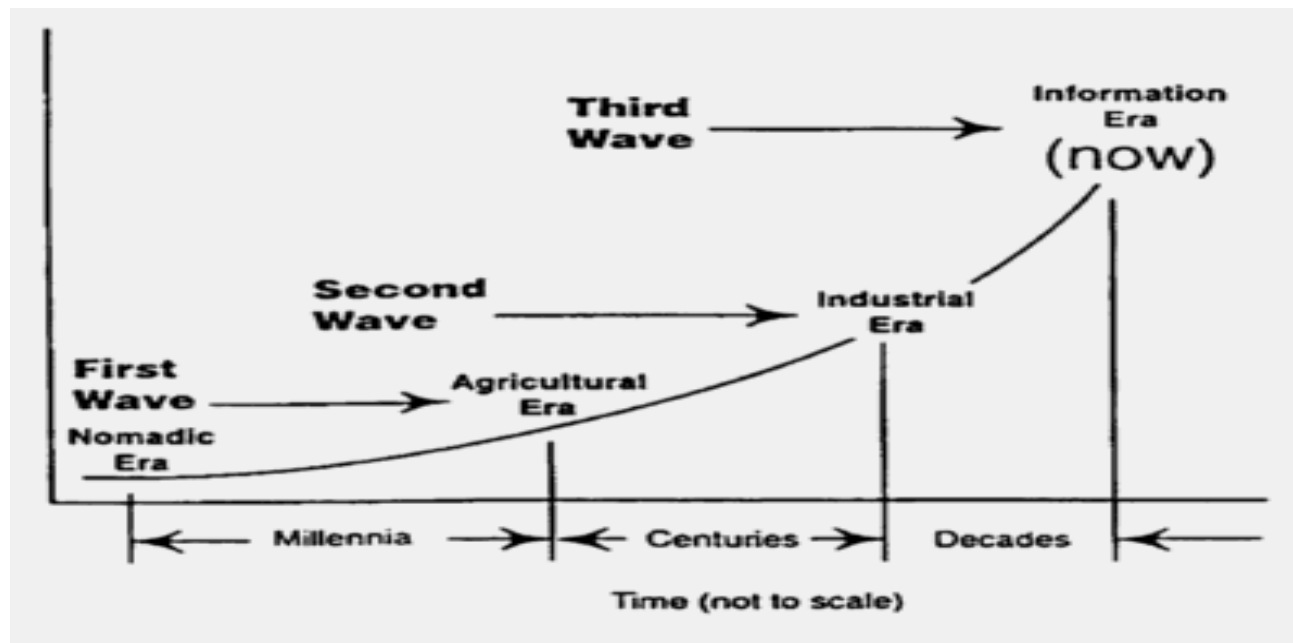 Information
Era
(now)
Third
Wave
Second
Wave
Industrial
Era
First
Wave
Agricultural
Era
Nomadic
Era
Millennia
Centuries
Decades
Time (not to scale)